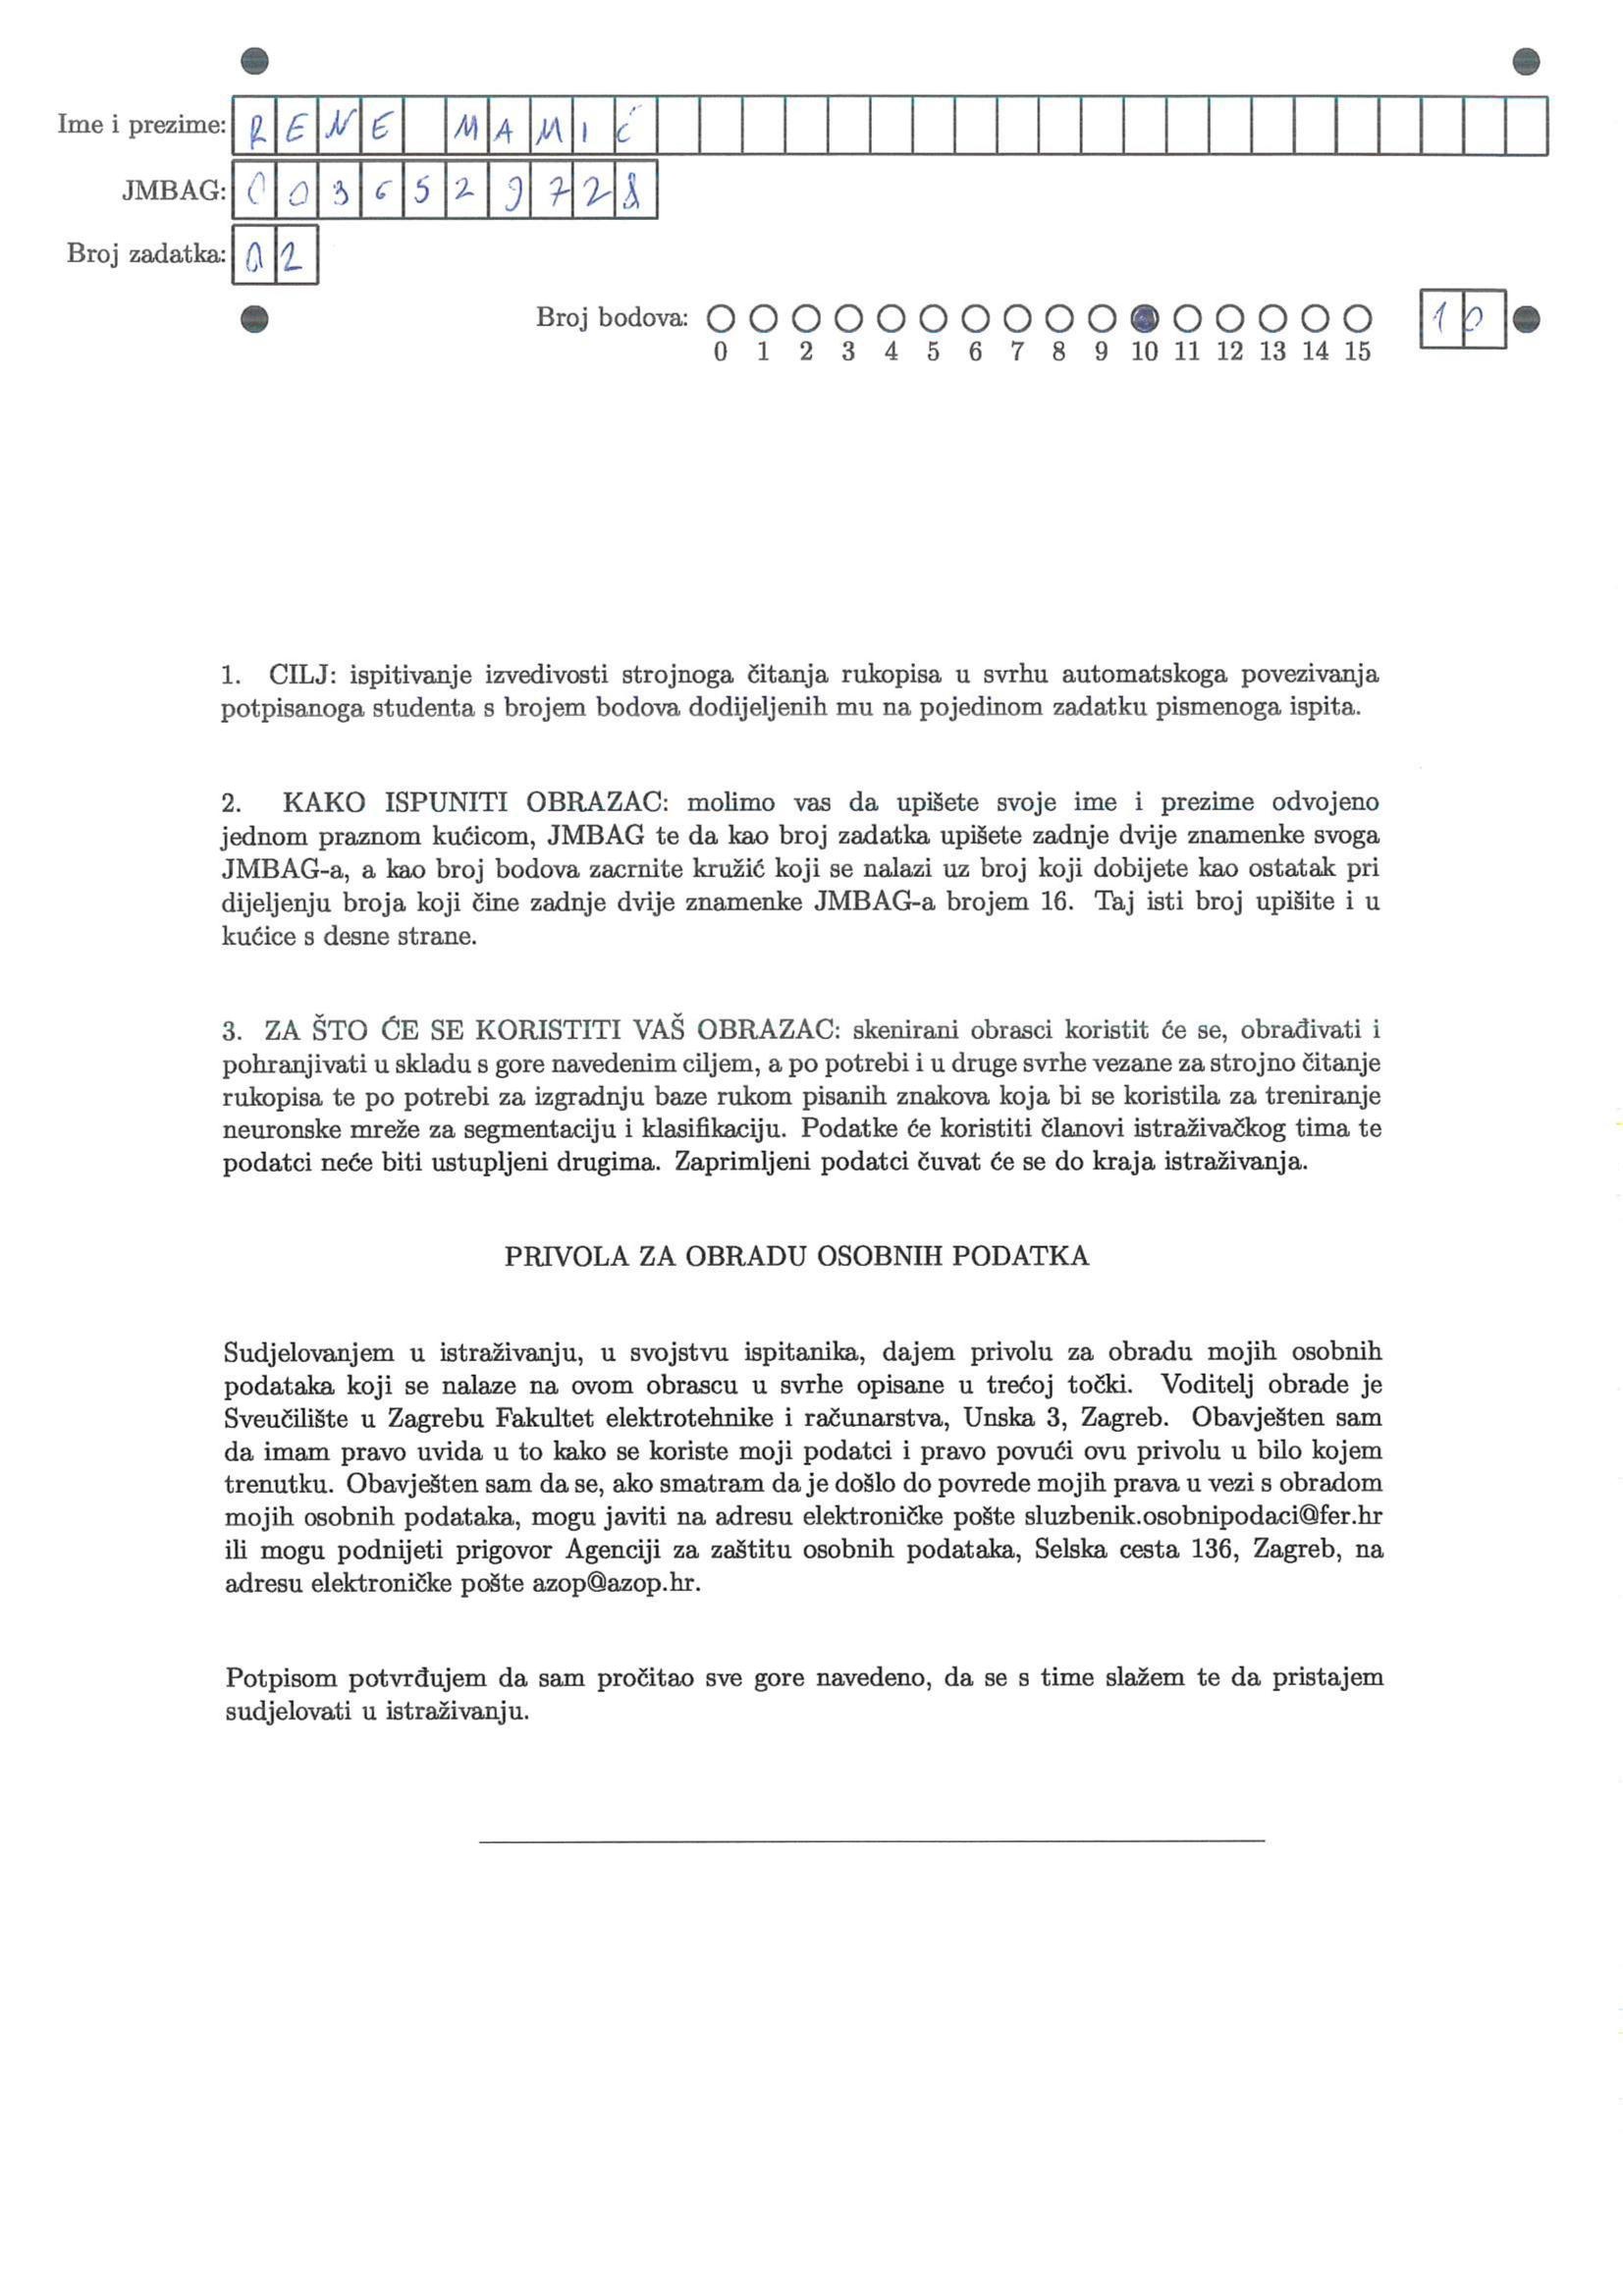 Ime i prezime: RENE MAMIĆ
JMBAG: 0036529728
Broj zadatka: 02
Broj bodova: 10
0 1 2 3 4 5 6 7 8 9 10 11 12 13 14 15
1. CILJ: ispitivanje izvedivosti strojnoga čitanja rukopisa u svrhu automatskoga povezivanja
potpisanoga studenta s brojem bodova dodijeljenih mu na pojedinom zadatku pismenoga ispita.
2. KAKO ISPUNITI OBRAZAC: molimo vas da upišete svoje ime i prezime odvojeno
jednom praznom kućicom, JMBAG te da kao broj zadatka upišete zadnje dvije znamenke svoga
JMBAG-a, a kao broj bodova zacrnite kružić koji se nalazi uz broj koji dobijete kao ostatak pri
dijeljenju broja koji čine zadnje dvije znamenke JMBAG-a brojem 16. Taj isti broj upišite i u
kućice s desne strane.
3. ZA ŠTO ĆE SE KORISTITI VAŠ OBRAZAC: skenirani obrasci koristit će se, obrađivati i
pohranjivati u skladu s gore navedenim ciljem, a po potrebi i u druge svrhe vezane za strojno čitanje
rukopisa te po potrebi za izgradnju baze rukom pisanih znakova koja bi se koristila za treniranje
neuronske mreže za segmentaciju i klasifikaciju. Podatke će koristiti članovi istraživačkog tima te
podatci neće biti ustupljeni drugima. Zaprimljeni podatci čuvat će se do kraja istraživanja.
PRIVOLA ZA OBRADU OSOBNIH PODATKA
Sudjelovanjem u istraživanju, u svojstvu ispitanika, dajem privolu za obradu mojih osobnih
podataka koji se nalaze na ovom obrascu u svrhe opisane u trećoj točki. Voditelj obrade je
Sveučilište u Zagrebu Fakultet elektrotehnike i računarstva, Unska 3, Zagreb. Obavješten sam
da imam pravo uvida u to kako se koriste moji podatci i pravo povući ovu privolu u bilo kojem
trenutku. Obavješten sam da se, ako smatram da je došlo do povrede mojih prava u vezi s obradom
mojih osobnih podataka, mogu javiti na adresu elektroničke pošte sluzbenik.osobnipodaci@fer.hr
ili mogu podnijeti prigovor Agenciji za zaštitu osobnih podataka, Selska cesta 136, Zagreb, na
adresu elektroničke pošte azop@azop.hr.
Potpisom potvrđujem da sam pročitao sve gore navedeno, da se s time slažem te da pristajem
sudjelovati u istraživanju.